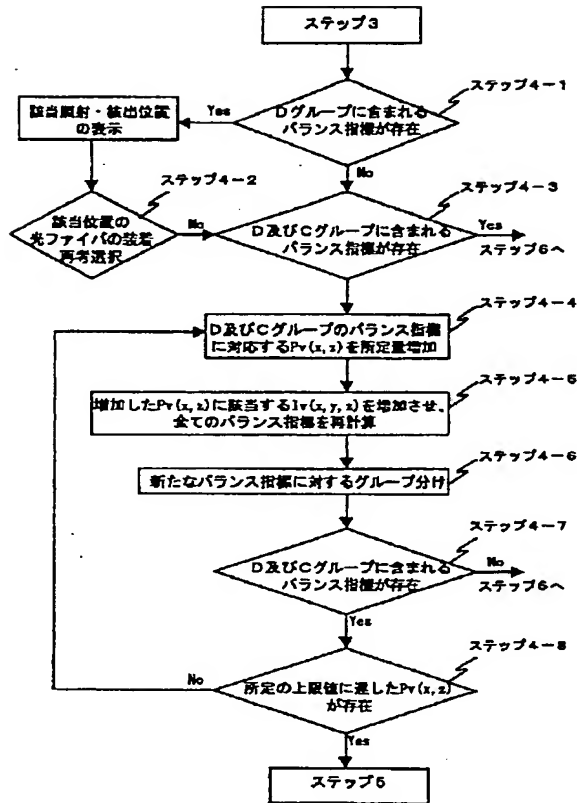 ステップ3
ステップ4-1
Dグループに含まれる
バランス指標が存在
Yes
該当照射・検出位置
の表示
No
ステップ4-2
ステップ4-3
該当位置の
光ファイバの装着
再考選択
No
D及びCグループに含まれる
バランス指標が存在
Yes
ステップ6へ
ステップ4-4
D及びCグループのバランス指標
に対応するPv(x,z)を所定量増加
ステップ4-5
増加したPv(x,z)に該当するIv(x,y,z)を増加させ、
全てのバランス指標を再計算
ステップ4-6
新たなバランス指標に対するグループ分け
ステップ4-7
D及びCグループに含まれる
バランス指標が存在
No
ステップ6へ
Yes
ステップ4-8
所定の上限値に達したPv(x,z)
が存在
No
Yes
ステップ5